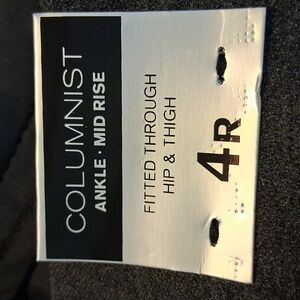 COLUMNIST
ANKLE · MID RISE
FITTED THROUGH
HIP & THIGH
4R